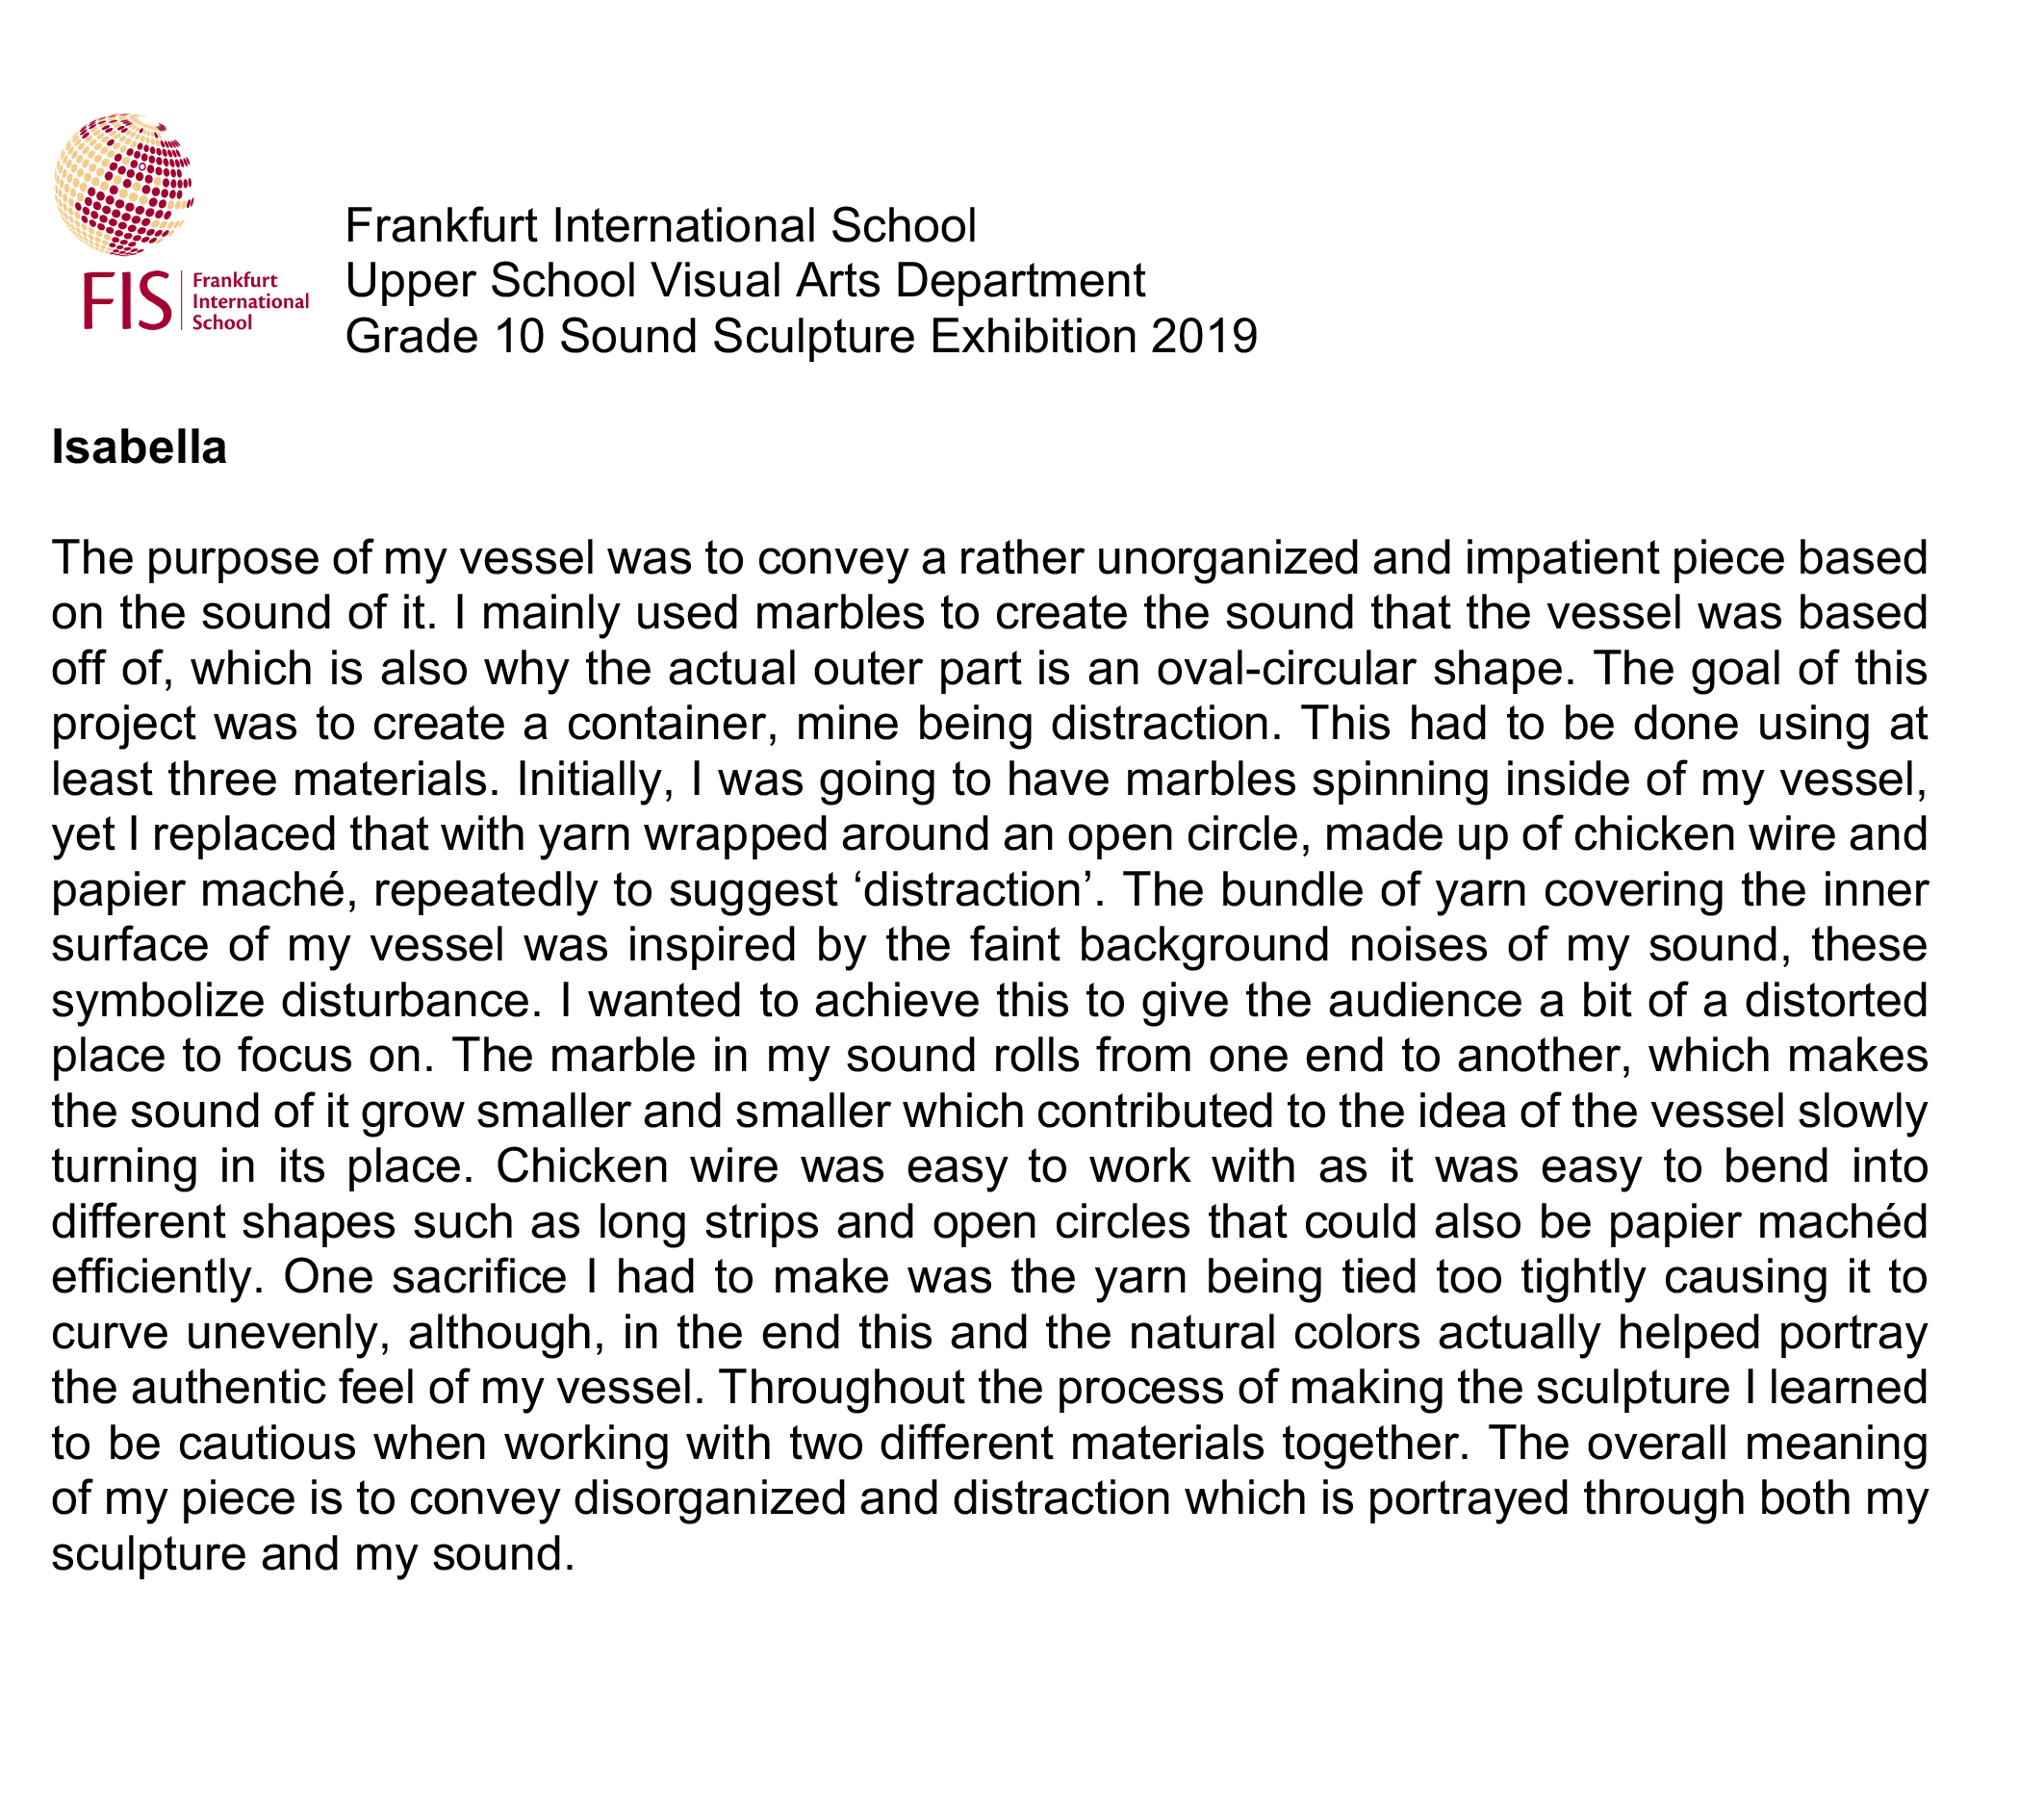 FIS
Frankfurt
International
School
Frankfurt International School
Upper School Visual Arts Department
Grade 10 Sound Sculpture Exhibition 2019
Isabella
The purpose of my vessel was to convey a rather unorganized and impatient piece based
on the sound of it. I mainly used marbles to create the sound that the vessel was based
off of, which is also why the actual outer part is an oval-circular shape. The goal of this
project was to create a container, mine being distraction. This had to be done using at
least three materials. Initially, I was going to have marbles spinning inside of my vessel,
yet I replaced that with yarn wrapped around an open circle, made up of chicken wire and
papier maché, repeatedly to suggest ‘distraction’. The bundle of yarn covering the inner
surface of my vessel was inspired by the faint background noises of my sound, these
symbolize disturbance. I wanted to achieve this to give the audience a bit of a distorted
place to focus on. The marble in my sound rolls from one end to another, which makes
the sound of it grow smaller and smaller which contributed to the idea of the vessel slowly
turning in its place. Chicken wire was easy to work with as it was easy to bend into
different shapes such as long strips and open circles that could also be papier machéd
efficiently. One sacrifice I had to make was the yarn being tied too tightly causing it to
curve unevenly, although, in the end this and the natural colors actually helped portray
the authentic feel of my vessel. Throughout the process of making the sculpture I learned
to be cautious when working with two different materials together. The overall meaning
of my piece is to convey disorganized and distraction which is portrayed through both my
sculpture and my sound.